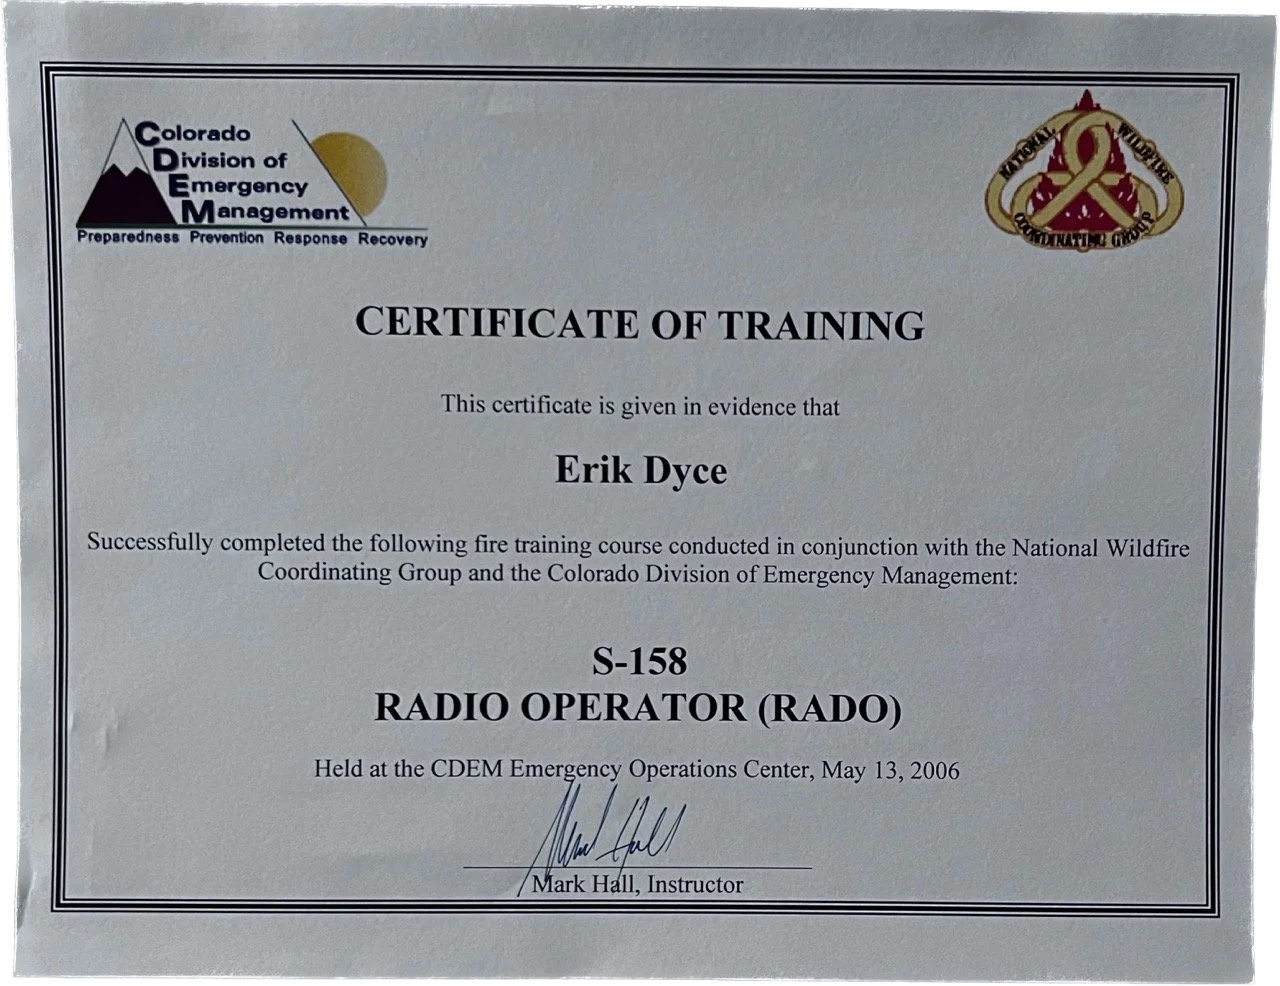 Colorado
Division of
Emergency
Management
Preparedness Prevention Response Recovery
NATIONAL WILDFIRE
COORDINATING GROUP
CERTIFICATE OF TRAINING
This certificate is given in evidence that
Erik Dyce
Successfully completed the following fire training course conducted in conjunction with the National Wildfire
Coordinating Group and the Colorado Division of Emergency Management:
S-158
RADIO OPERATOR (RADO)
Held at the CDEM Emergency Operations Center, May 13, 2006
Mark Hall
Mark Hall, Instructor